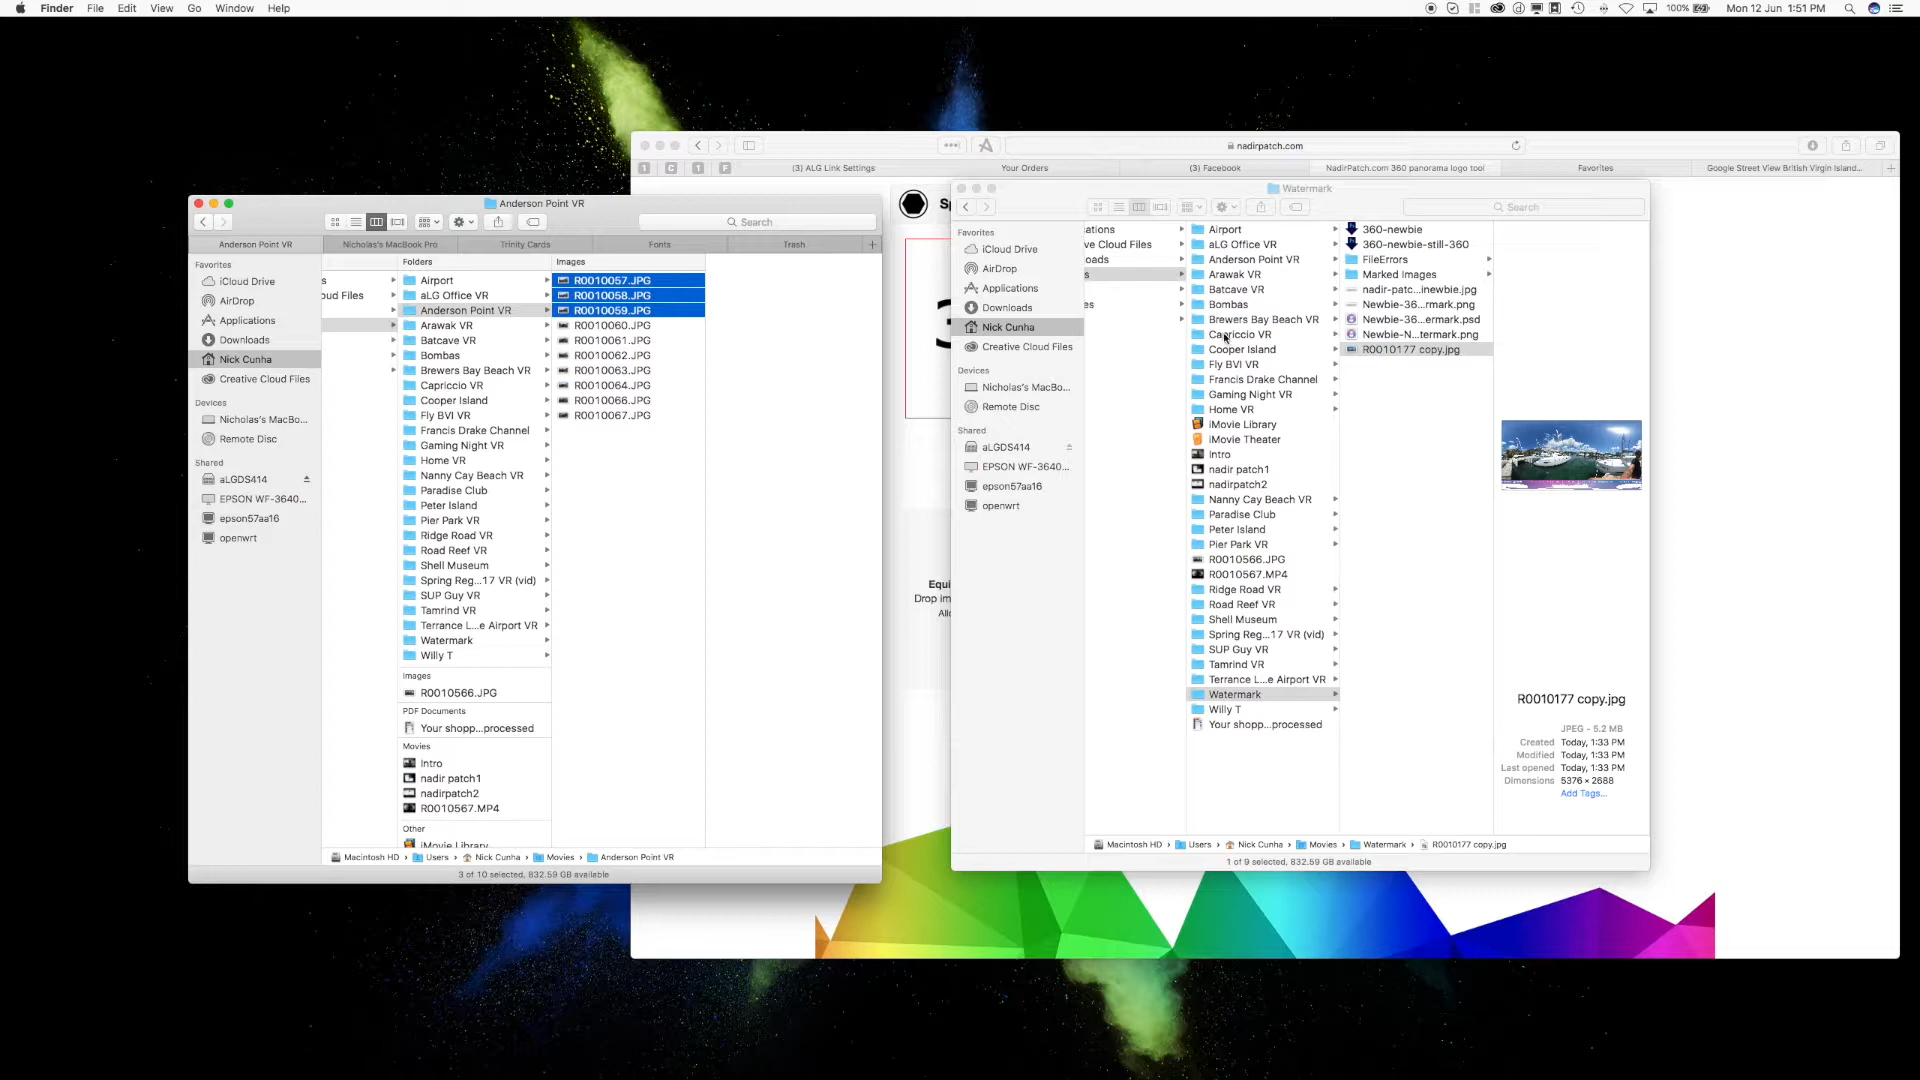 Finder File Edit View Go Window Help
100% Mon 12 Jun 1:51 PM
nadirpatch.com
1 C 1 F (3) ALG Link Settings Your Orders (3) Facebook NadirPatch.com 360 panorama logo tool Favorites Google Street View British Virgin Island...
Anderson Point VR
Search
Anderson Point VR Nicholas's MacBook Pro Trinity Cards Fonts Trash
Favorites
iCloud Drive
AirDrop
Applications
Downloads
Nick Cunha
Creative Cloud Files
Devices
Nicholas's MacBo...
Remote Disc
Shared
aLGDS414
EPSON WF-3640...
epson57aa16
openwrt
s
oud Files
Folders
Airport
aLG Office VR
Anderson Point VR
Arawak VR
Batcave VR
Bombas
Brewers Bay Beach VR
Capriccio VR
Cooper Island
Fly BVI VR
Francis Drake Channel
Gaming Night VR
Home VR
Nanny Cay Beach VR
Paradise Club
Peter Island
Pier Park VR
Ridge Road VR
Road Reef VR
Shell Museum
Spring Reg...17 VR (vid)
SUP Guy VR
Tamrind VR
Terrance L...e Airport VR
Watermark
Willy T
Images
R0010566.JPG
PDF Documents
Your shopp...processed
Movies
Intro
nadir patch1
nadirpatch2
R0010567.MP4
Other
iMovie Library
Images
R0010057.JPG
R0010058.JPG
R0010059.JPG
R0010060.JPG
R0010061.JPG
R0010062.JPG
R0010063.JPG
R0010064.JPG
R0010066.JPG
R0010067.JPG
Macintosh HD › Users › Nick Cunha › Movies › Anderson Point VR
3 of 10 selected, 832.59 GB available
Sp
3
Equi
Drop im
Watermark
Search
Favorites
iCloud Drive
AirDrop
Applications
Downloads
Nick Cunha
Creative Cloud Files
Devices
Nicholas's MacBo...
Remote Disc
Shared
aLGDS414
EPSON WF-3640...
epson57aa16
openwrt
ations
ve Cloud Files
oads
s
es
Airport
aLG Office VR
Anderson Point VR
Arawak VR
Batcave VR
Bombas
Brewers Bay Beach VR
Capriccio VR
Cooper Island
Fly BVI VR
Francis Drake Channel
Gaming Night VR
Home VR
iMovie Library
iMovie Theater
Intro
nadir patch1
nadirpatch2
Nanny Cay Beach VR
Paradise Club
Peter Island
Pier Park VR
R0010566.JPG
R0010567.MP4
Ridge Road VR
Road Reef VR
Shell Museum
Spring Reg...17 VR (vid)
SUP Guy VR
Tamrind VR
Terrance L...e Airport VR
Watermark
Willy T
Your shopp...processed
360-newbie
360-newbie-still-360
FileErrors
Marked Images
nadir-patc...inewbie.jpg
Newbie-36...rmark.png
Newbie-36...ermark.psd
Newbie-N...termark.png
R0010177 copy.jpg
R0010177 copy.jpg
JPEG - 5.2 MB
Created Today, 1:33 PM
Modified Today, 1:33 PM
Last opened Today, 1:33 PM
Dimensions 5376 × 2688
Add Tags...
Macintosh HD › Users › Nick Cunha › Movies › Watermark › R0010177 copy.jpg
1 of 9 selected, 832.59 GB available